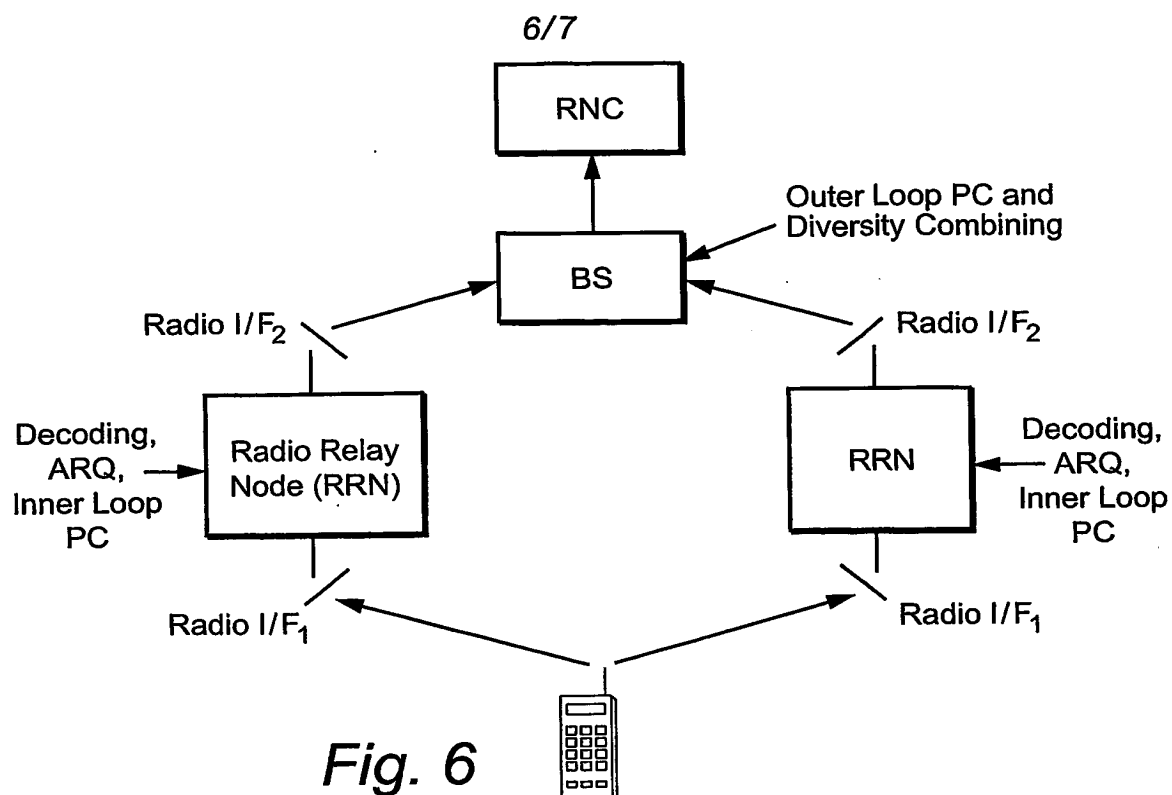 6/7
RNC
Outer Loop PC and
Diversity Combining
BS
Radio I/F2
Radio I/F2
Decoding,
ARQ,
Inner Loop
PC
Radio Relay
Node (RRN)
RRN
Decoding,
ARQ,
Inner Loop
PC
Radio I/F1
Radio I/F1
Fig. 6